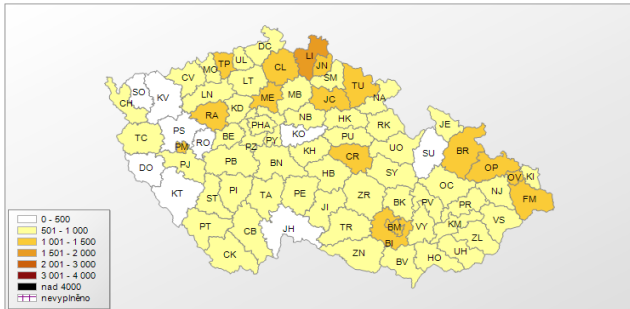 DC
LI
TP
UL
JN
MO
CL
CV
SM
LT
TU
SO
KV
LN
ME
MB
JC
NA
CH
RA
KD
NB
HK
RK
JE
TC
PS
PHA
KO
PM
RO
BE
PZ
PY
KH
PU
UO
SU
BR
PJ
CR
OP
OV
KI
DO
PB
BN
HB
SY
OC
NJ
FM
KT
ST
PI
TA
PE
ZR
BK
PV
PR
JI
VS
PT
CB
JH
TR
BM
VY
KM
ZL
BI
UH
CK
ZN
BV
HO
0 - 500
501 - 1 000
1 001 - 1 500
1 501 - 2 000
2 001 - 3 000
3 001 - 4 000
nad 4000
nevyplněno